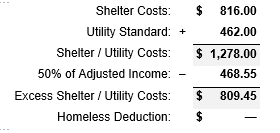 Shelter Costs: $ 816.00
Utility Standard: + 462.00
Shelter / Utility Costs: $ 1,278.00
50% of Adjusted Income: – 468.55
Excess Shelter / Utility Costs: $ 809.45
Homeless Deduction: $ —